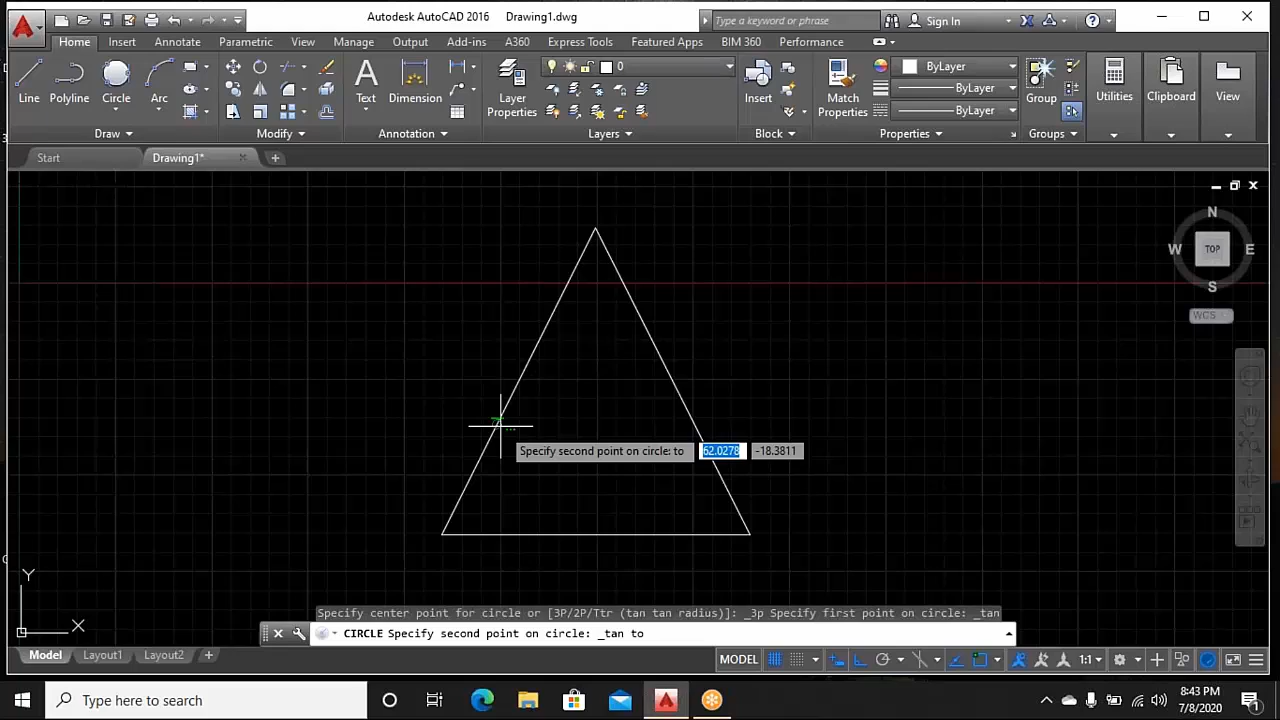 Autodesk AutoCAD 2016 Drawing1.dwg
Type a keyword or phrase
Sign In
Home Insert Annotate Parametric View Manage Output Add-ins A360 Express Tools Featured Apps BIM 360 Performance
Line Polyline Circle Arc
Text Dimension
Layer Properties
0
Insert
Match Properties
ByLayer
ByLayer
ByLayer
Group
Utilities Clipboard View
Draw Modify Annotation Layers Block Properties Groups
Start Drawing1*
N
W TOP E
S
WCS
Specify second point on circle: to 62.0278 -18.3811
Y
X
Specify center point for circle or [3P/2P/Ttr (tan tan radius)]: _3p Specify first point on circle: _tan
CIRCLE Specify second point on circle: _tan to
Model Layout1 Layout2
MODEL 1:1
Type here to search
8:43 PM
7/8/2020
1